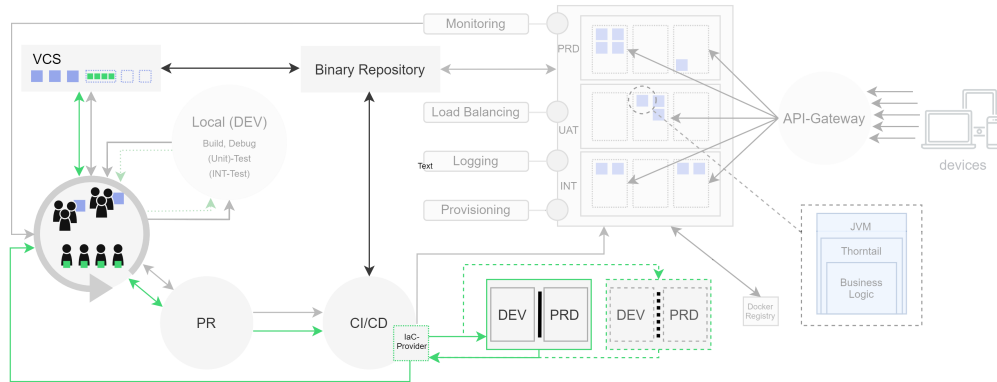 Monitoring
PRD
VCS
Binary Repository
Load Balancing
UAT
API-Gateway
devices
Local (DEV)
Build, Debug
(Unit)-Test
(INT-Test)
Text
Logging
INT
Provisioning
JVM
Thorntail
Business
Logic
PR
CI/CD
IaC-
Provider
DEV
PRD
DEV
PRD
Docker
Registry